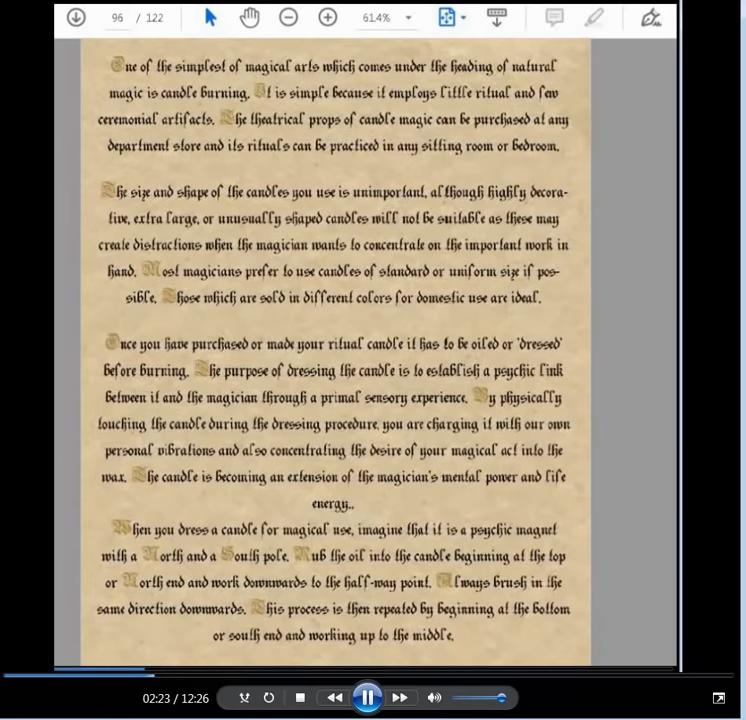 96 / 122
61.4%
One of the simplest of magical arts which comes under the heading of natural
magic is candle burning. It is simple because it employs little ritual and few
ceremonial artifacts. The theatrical props of candle magic can be purchased at any
department store and its rituals can be practiced in any sitting room or bedroom.
The size and shape of the candles you use is unimportant, although highly decora-
tive, extra large, or unusually shaped candles will not be suitable as these may
create distractions when the magician wants to concentrate on the important work in
hand. Most magicians prefer to use candles of standard or uniform size if pos-
sible. Those which are sold in different colors for domestic use are ideal.
Once you have purchased or made your ritual candle it has to be oiled or 'dressed'
before burning. The purpose of dressing the candle is to establish a psychic link
between it and the magician through a primal sensory experience. By physically
touching the candle during the dressing procedure, you are charging it with our own
personal vibrations and also concentrating the desire of your magical act into the
wax. The candle is becoming an extension of the magician's mental power and life
energy..
When you dress a candle for magical use, imagine that it is a psychic magnet
with a North and a South pole. Rub the oil into the candle beginning at the top
or North end and work downwards to the half-way point. Always brush in the
same direction downwards. This process is then repeated by beginning at the bottom
or south end and working up to the middle.
02:23 / 12:26